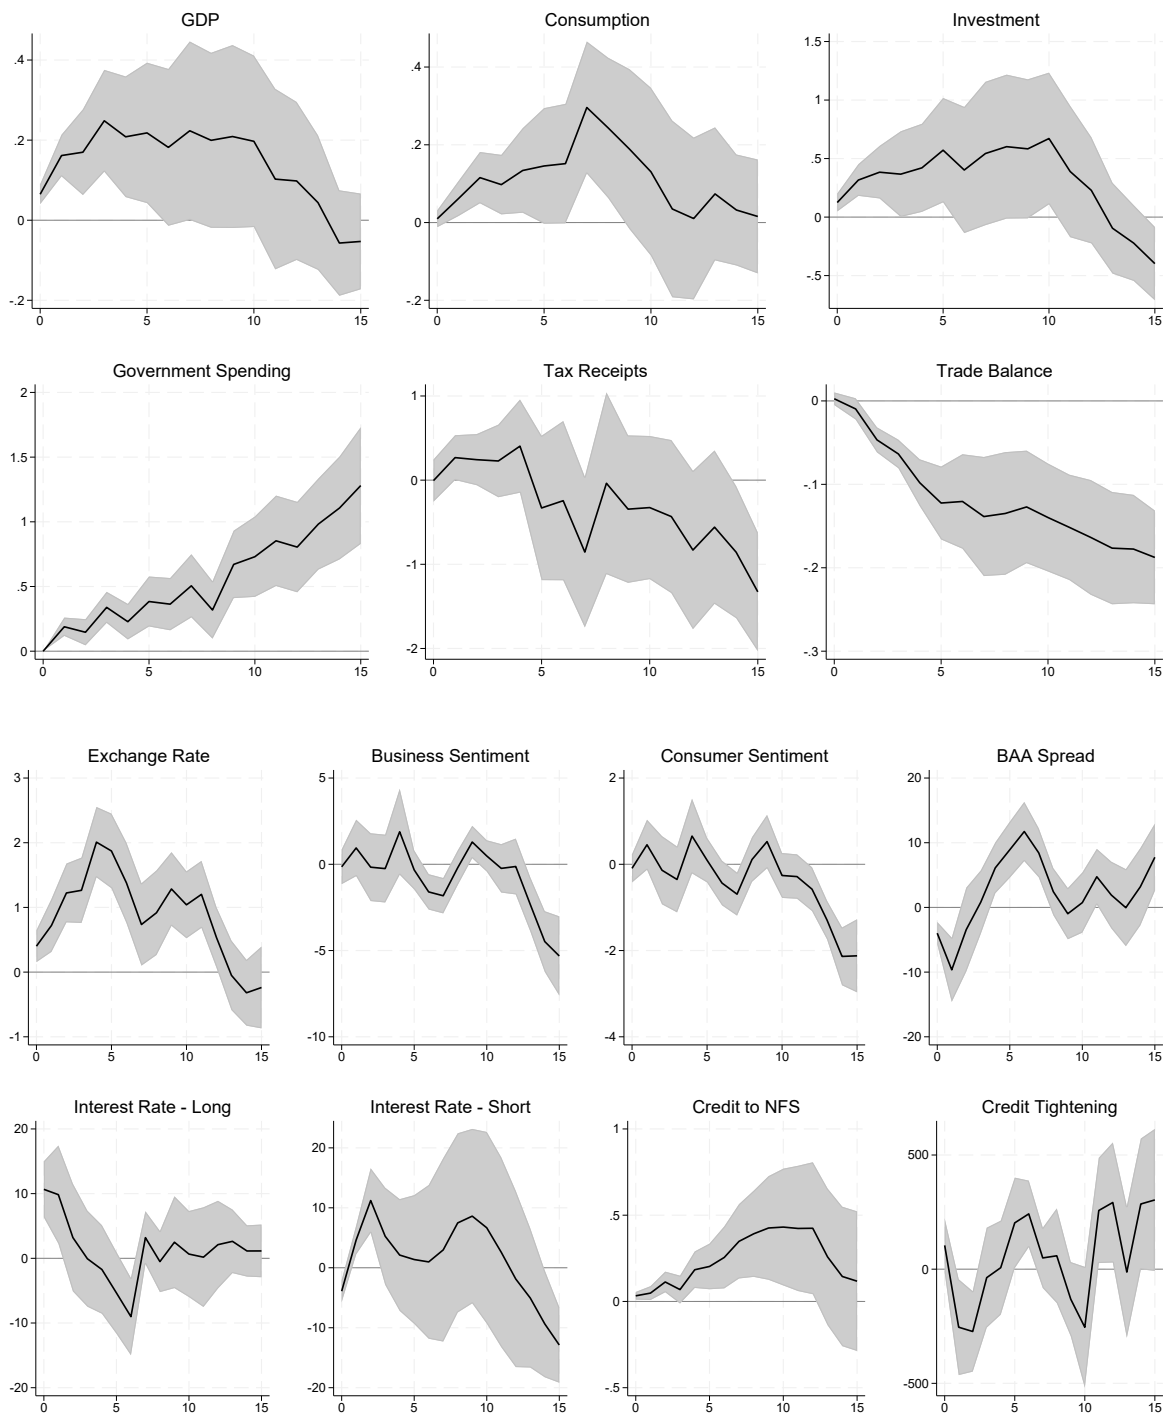 GDP
.4
.2
0
-.2
0 5 10 15
Consumption
.4
.2
0
-.2
0 5 10 15
Investment
1.5
1
.5
0
-.5
0 5 10 15
Government Spending
2
1.5
1
.5
0
0 5 10 15
Tax Receipts
1
0
-1
-2
0 5 10 15
Trade Balance
0
-.1
-.2
-.3
0 5 10 15
Exchange Rate
3
2
1
0
-1
0 5 10 15
Business Sentiment
5
0
-5
-10
0 5 10 15
Consumer Sentiment
2
0
-2
-4
0 5 10 15
BAA Spread
20
10
0
-10
-20
0 5 10 15
Interest Rate - Long
20
10
0
-10
-20
0 5 10 15
Interest Rate - Short
20
10
0
-10
-20
0 5 10 15
Credit to NFS
1
.5
0
-.5
0 5 10 15
Credit Tightening
500
0
-500
0 5 10 15